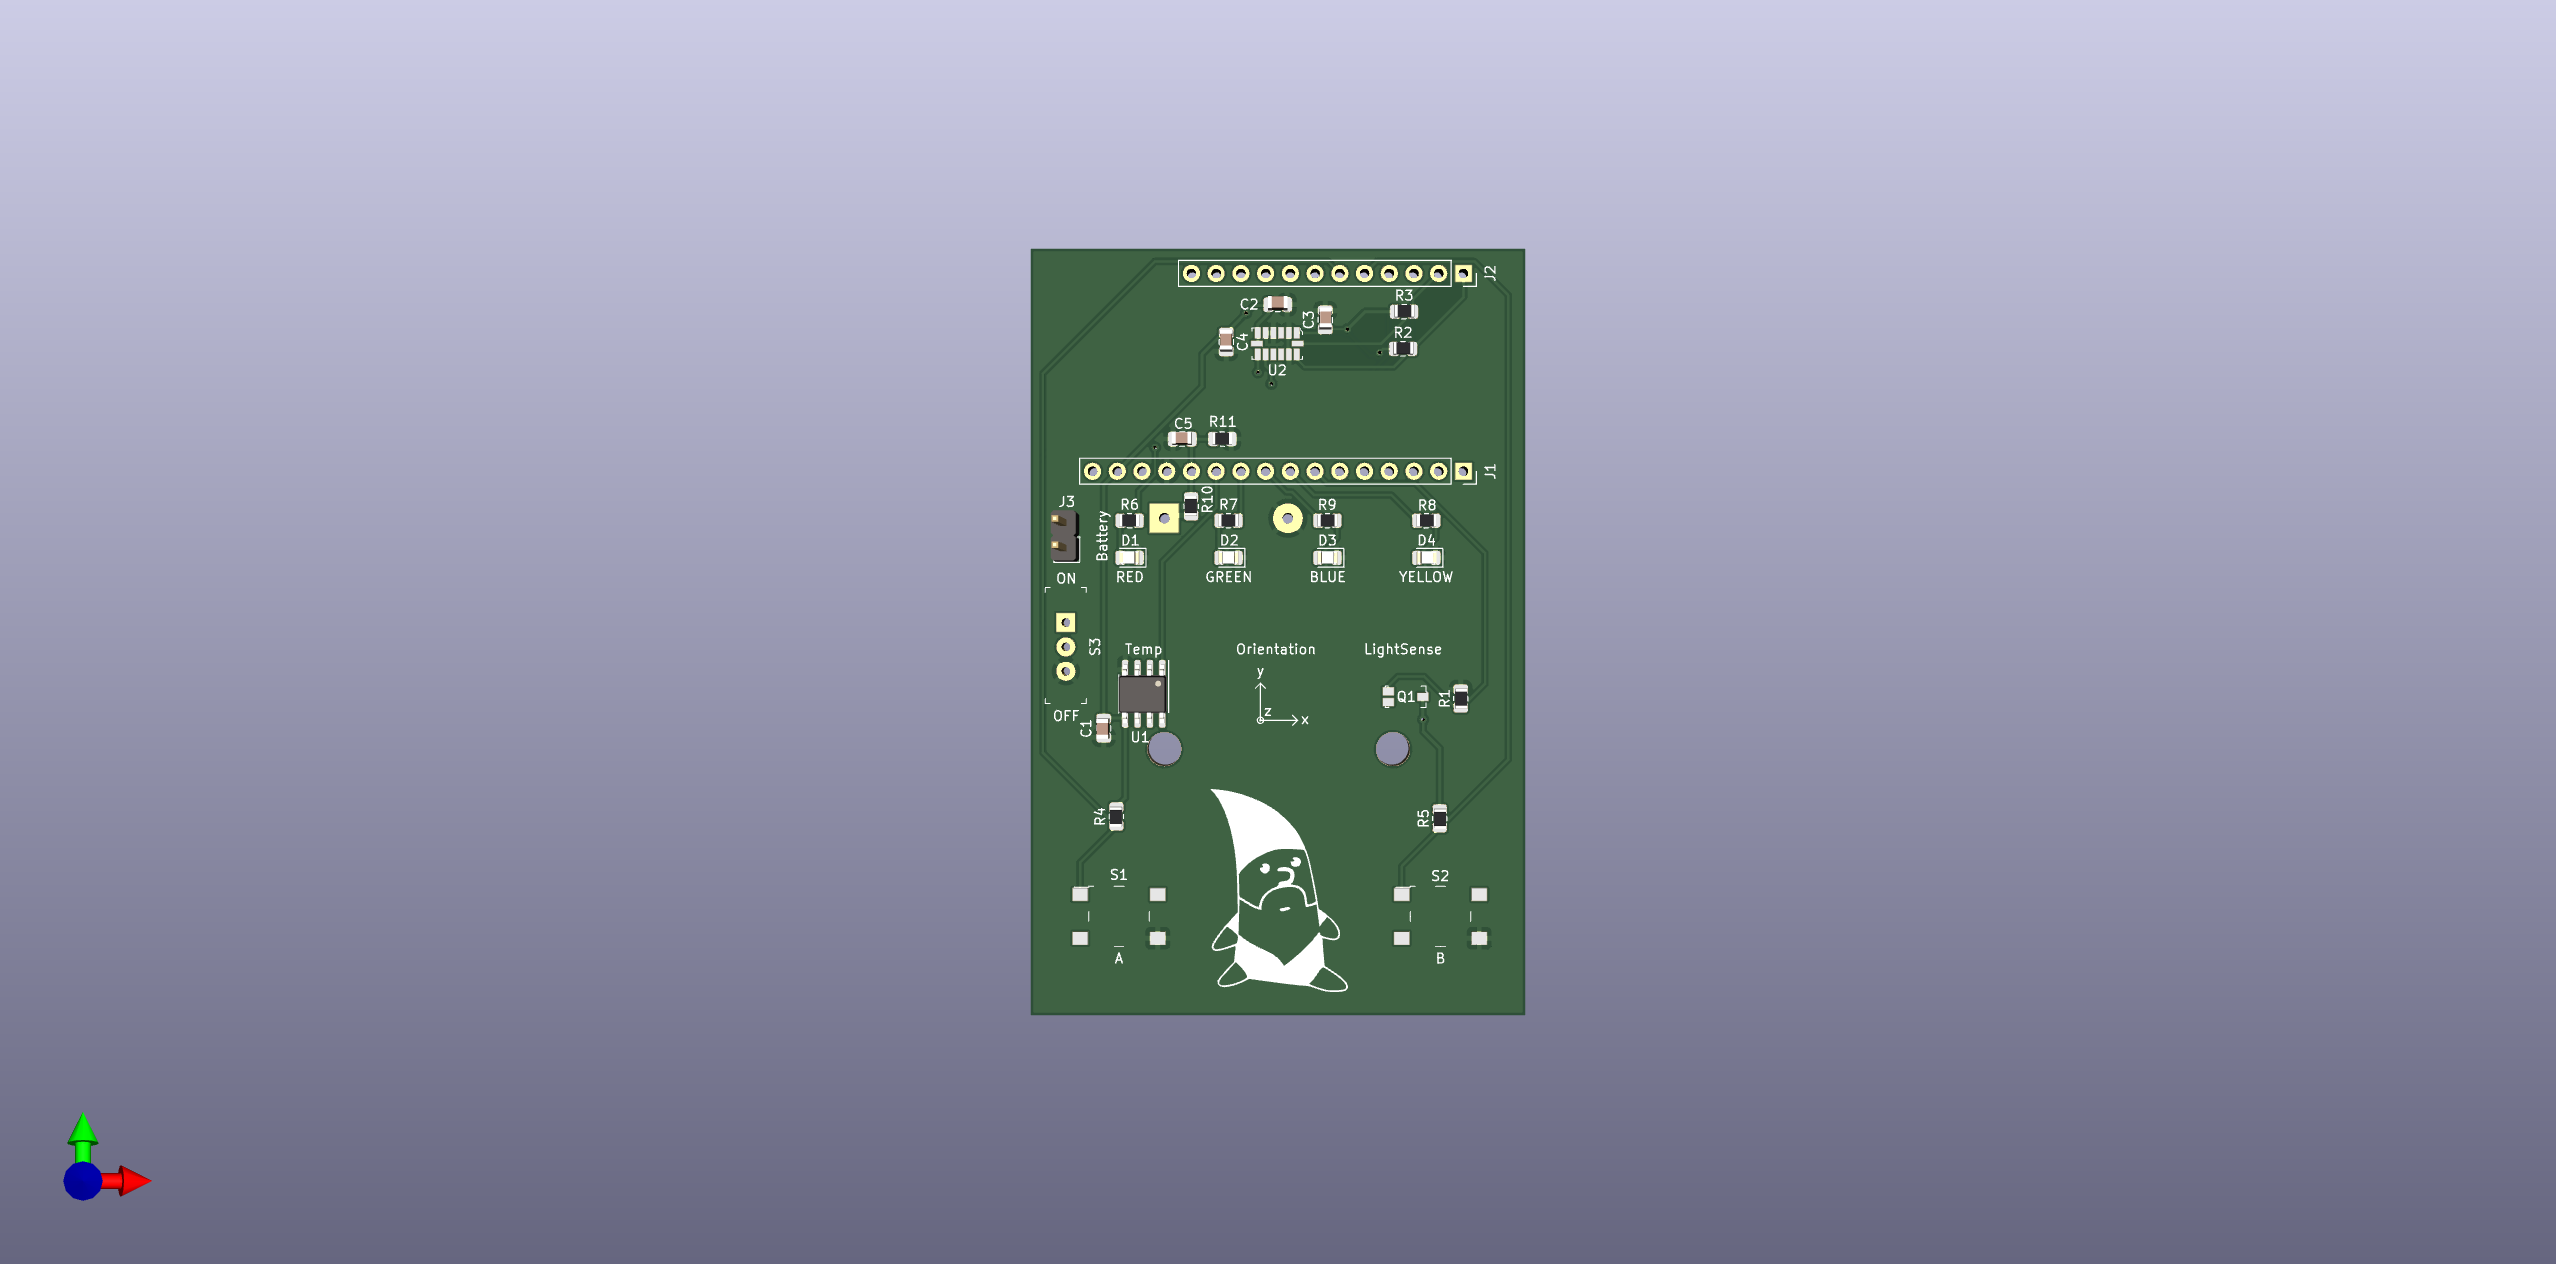 J2
C2
R3
C3
R2
C4
U2
C5
R11
J1
J3
Battery
R6
R10
R7
R9
R8
D1
D2
D3
D4
RED
GREEN
BLUE
YELLOW
ON
S3
Temp
Orientation
LightSense
y
z
x
Q1
R1
OFF
C1
U1
R4
R5
S1
S2
A
B